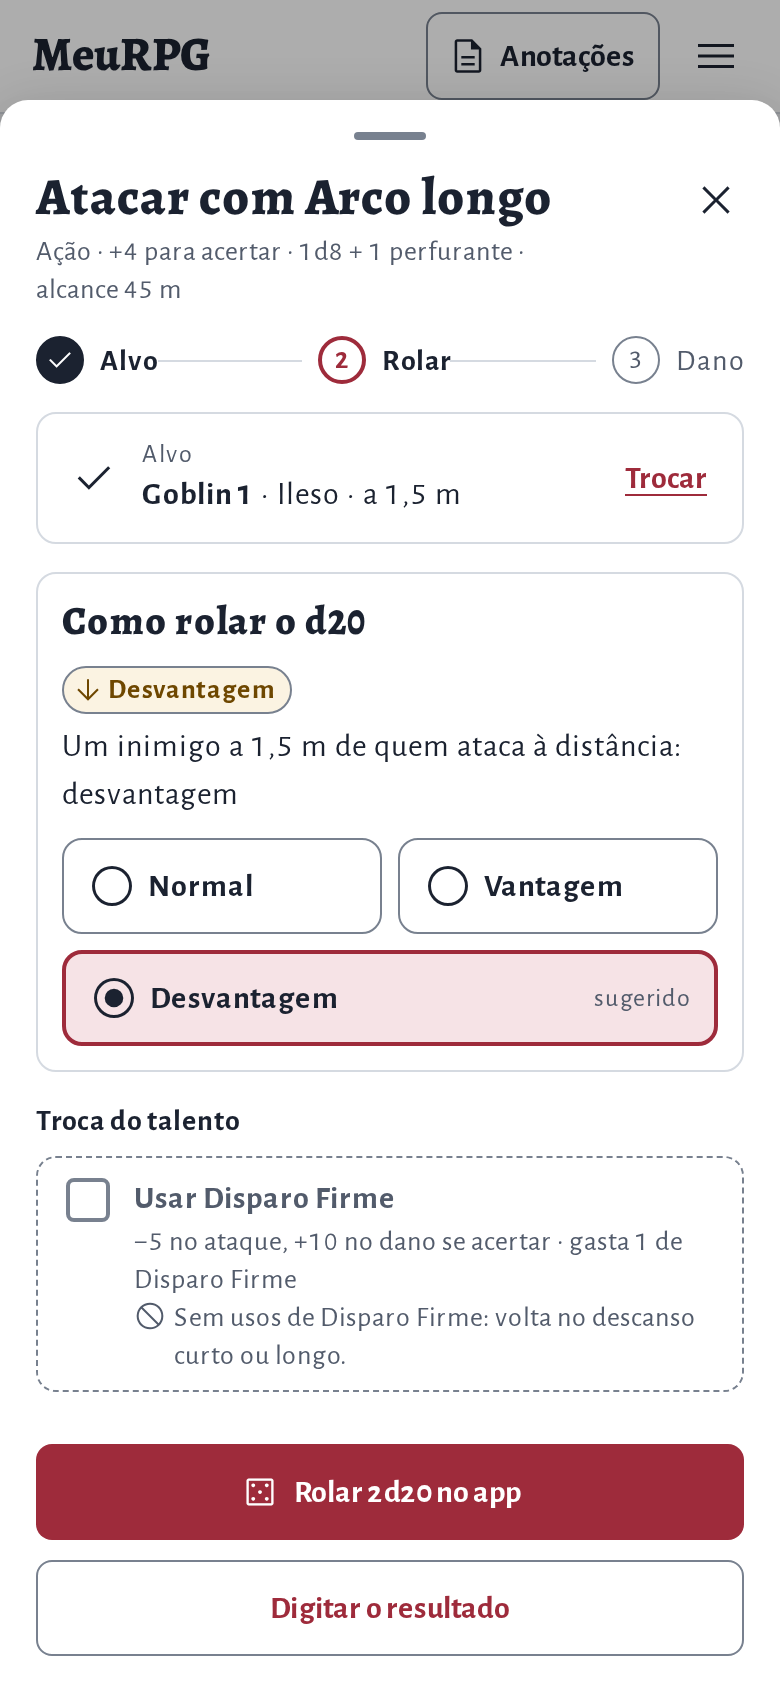 MeuRPG
Anotações
Atacar com Arco longo
Ação · +4 para acertar · 1d8 + 1 perfurante ·
alcance 45 m
Alvo
2 Rolar
3 Dano
Alvo
Goblin 1 · Ileso · a 1,5 m
Trocar
Como rolar o d20
↓ Desvantagem
Um inimigo a 1,5 m de quem ataca à distância:
desvantagem
Normal
Vantagem
Desvantagem
sugerido
Troca do talento
Usar Disparo Firme
−5 no ataque, +10 no dano se acertar · gasta 1 de
Disparo Firme
Sem usos de Disparo Firme: volta no descanso
curto ou longo.
Rolar 2d20 no app
Digitar o resultado